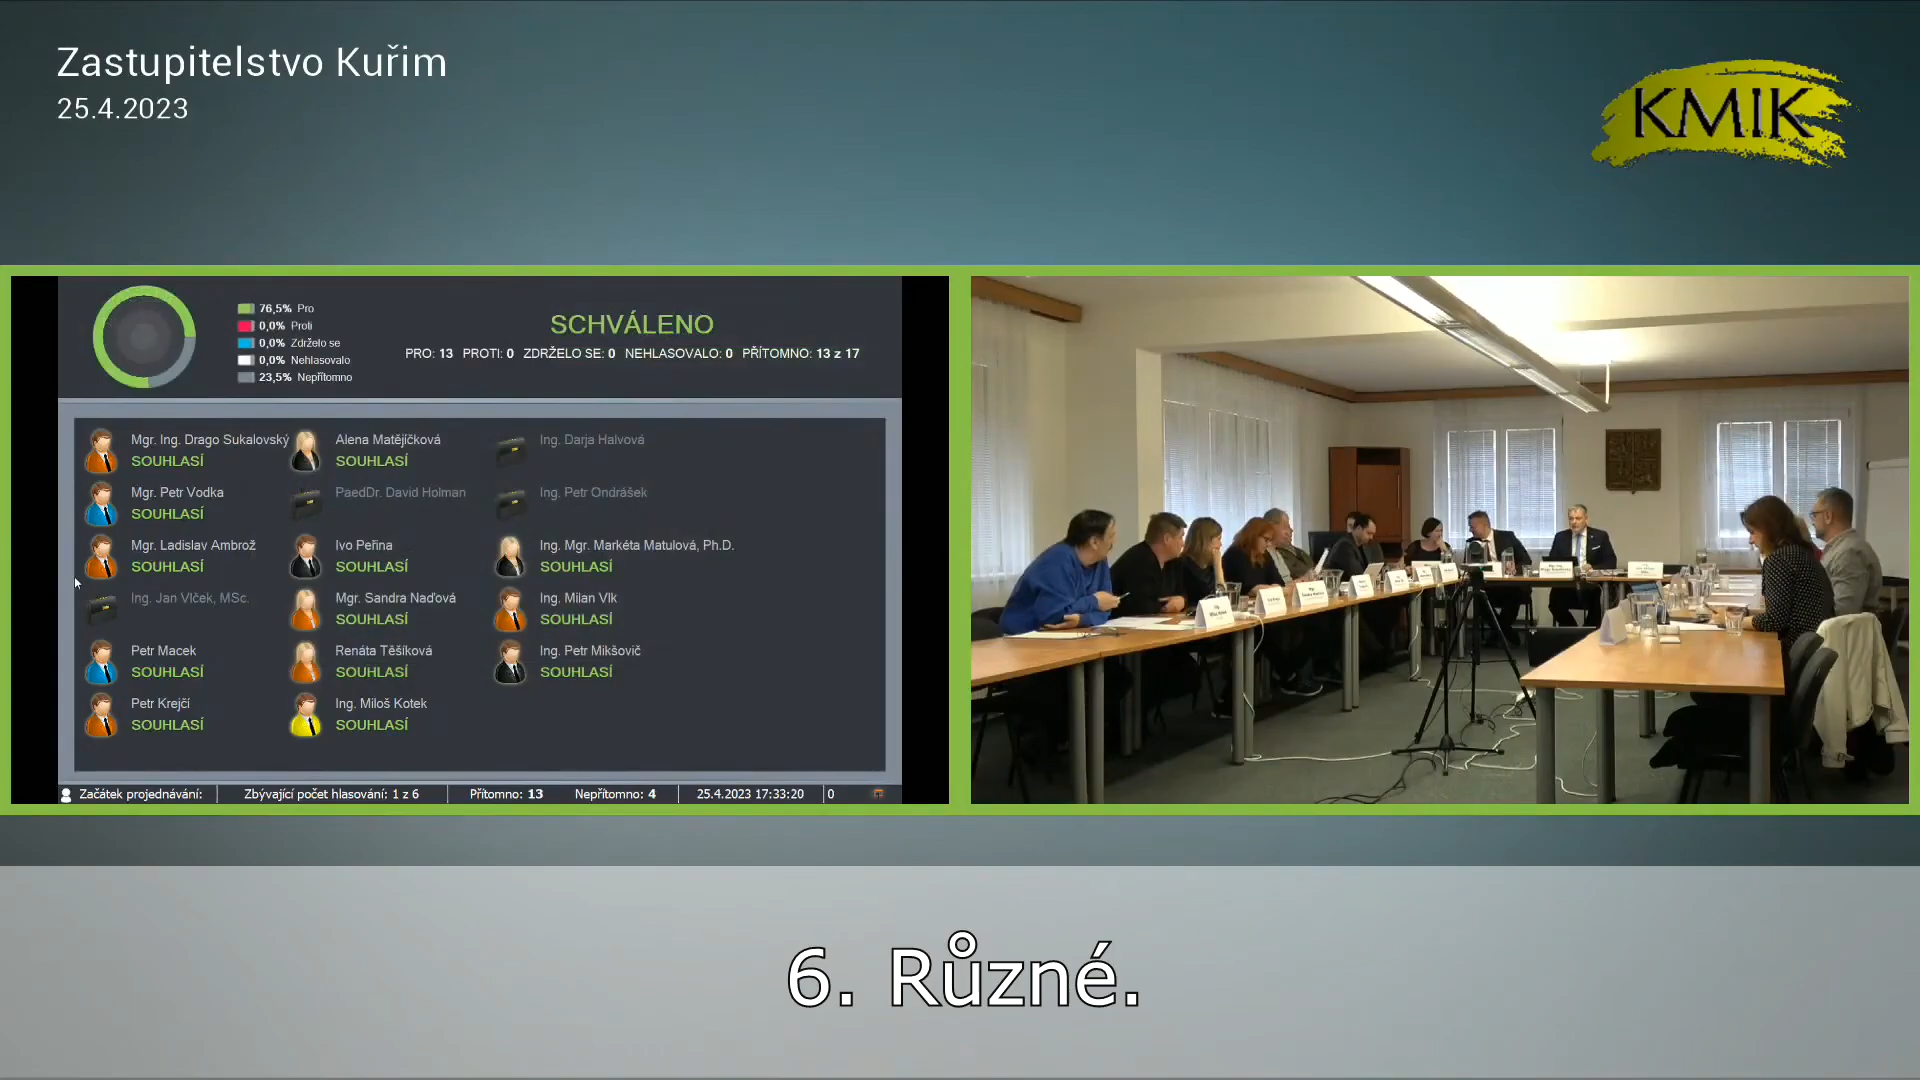 Zastupitelstvo Kuřim
25.4.2023
KMIK
76,5% Pro
0,0% Proti
0,0% Zdrželo se
0,0% Nehlasovalo
23,5% Nepřítomno
SCHVÁLENO
PRO: 13 PROTI: 0 ZDRŽELO SE: 0 NEHLASOVALO: 0 PŘÍTOMNO: 13 z 17
Mgr. Ing. Drago Sukalovský
SOUHLASÍ
Mgr. Petr Vodka
SOUHLASÍ
Mgr. Ladislav Ambrož
SOUHLASÍ
Ing. Jan Vlček, MSc.
Petr Macek
SOUHLASÍ
Petr Krejčí
SOUHLASÍ
Alena Matějíčková
SOUHLASÍ
PaedDr. David Holman
Ivo Peřina
SOUHLASÍ
Mgr. Sandra Naďová
SOUHLASÍ
Renáta Těšíková
SOUHLASÍ
Ing. Miloš Kotek
SOUHLASÍ
Ing. Darja Halvová
Ing. Petr Ondrášek
Ing. Mgr. Markéta Matulová, Ph.D.
SOUHLASÍ
Ing. Milan Vlk
SOUHLASÍ
Ing. Petr Mikšovič
SOUHLASÍ
Začátek projednávání: Zbývající počet hlasování: 1 z 6 Přítomno: 13 Nepřítomno: 4 25.4.2023 17:33:20 0
6. Různé.